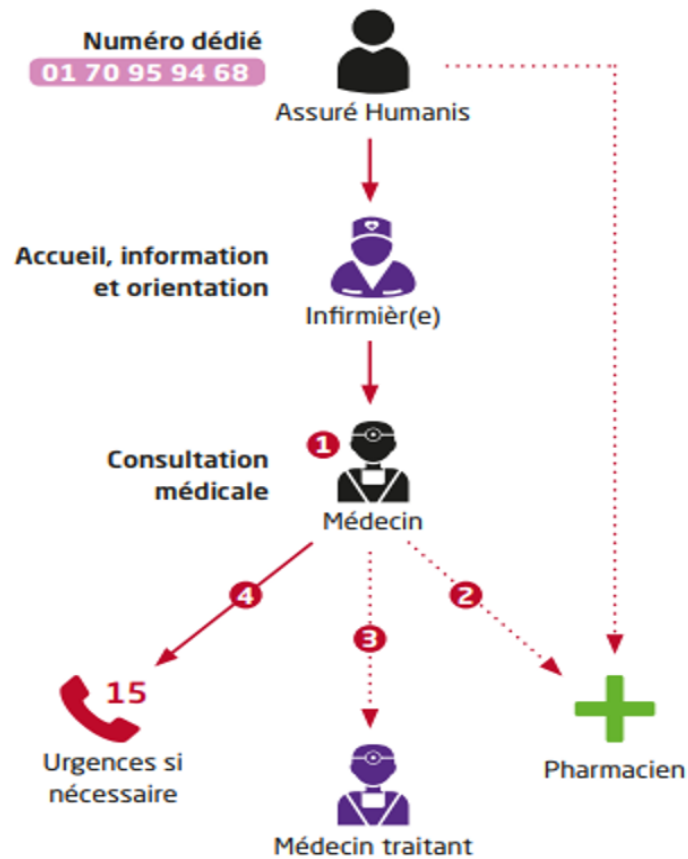 Numéro dédié
01 70 95 94 68
Assuré Humanis
Accueil, information
et orientation
Infirmièr(e)
Consultation
médicale
1
Médecin
4
3
2
15
Urgences si
nécessaire
Médecin traitant
Pharmacien